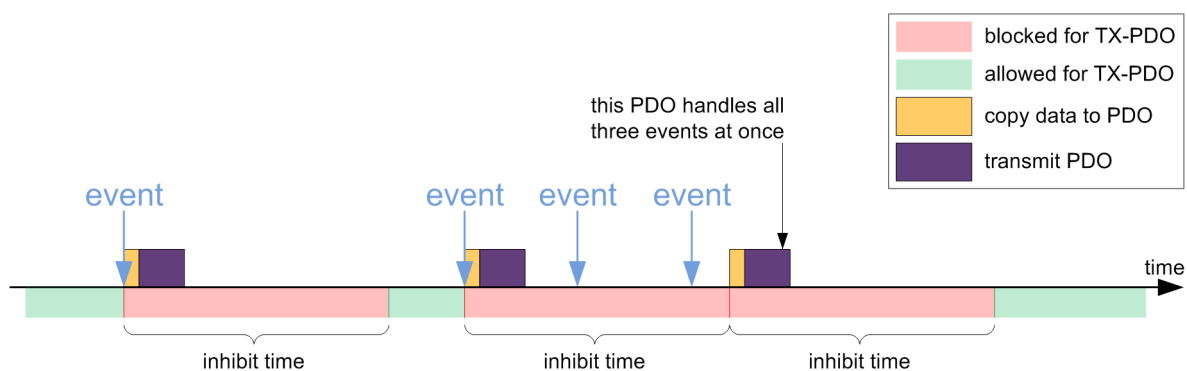 blocked for TX-PDO
allowed for TX-PDO
copy data to PDO
transmit PDO
this PDO handles all
three events at once
event
event
event
event
time
inhibit time
inhibit time
inhibit time